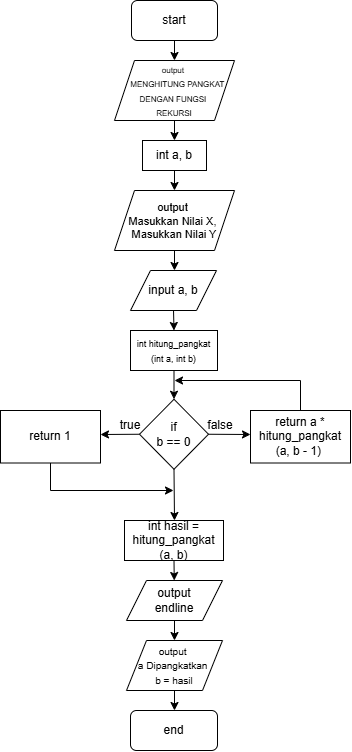 start
output
MENGHITUNG PANGKAT
DENGAN FUNGSI
REKURSI
int a, b
output
Masukkan Nilai X,
Masukkan Nilai Y
input a, b
int hitung_pangkat
(int a, int b)
if
b == 0
true
false
return 1
return a *
hitung_pangkat
(a, b - 1)
int hasil =
hitung_pangkat
(a, b)
output
endline
output
a Dipangkatkan
b = hasil
end